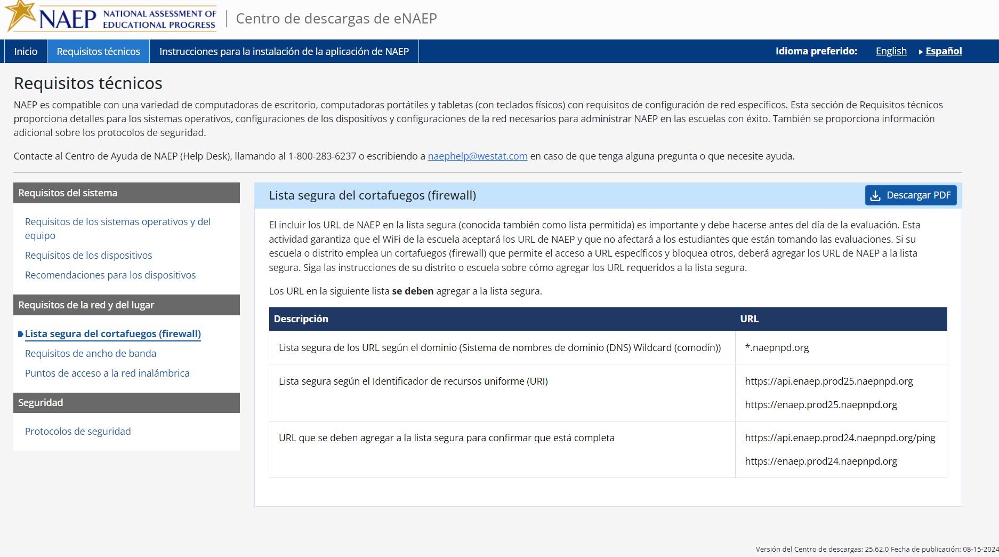 NAEP NATIONAL ASSESSMENT OF
EDUCATIONAL PROGRESS
Centro de descargas de eNAEP
Inicio
Requisitos técnicos
Instrucciones para la instalación de la aplicación de NAEP
Idioma preferido:
English
Español
Requisitos técnicos
NAEP es compatible con una variedad de computadoras de escritorio, computadoras portátiles y tabletas (con teclados físicos) con requisitos de configuración de red específicos. Esta sección de Requisitos técnicos
proporciona detalles para los sistemas operativos, configuraciones de los dispositivos y configuraciones de la red necesarios para administrar NAEP en las escuelas con éxito. También se proporciona información
adicional sobre los protocolos de seguridad.
Contacte al Centro de Ayuda de NAEP (Help Desk), llamando al 1-800-283-6237 o escribiendo a naephelp@westat.com en caso de que tenga alguna pregunta o que necesite ayuda.
Requisitos del sistema
Requisitos de los sistemas operativos y del
equipo
Requisitos de los dispositivos
Recomendaciones para los dispositivos
Requisitos de la red y del lugar
Lista segura del cortafuegos (firewall)
Requisitos de ancho de banda
Puntos de acceso a la red inalámbrica
Seguridad
Protocolos de seguridad
Lista segura del cortafuegos (firewall)
Descargar PDF
El incluir los URL de NAEP en la lista segura (conocida también como lista permitida) es importante y debe hacerse antes del día de la evaluación. Esta
actividad garantiza que el WiFi de la escuela aceptará los URL de NAEP y que no afectará a los estudiantes que están tomando las evaluaciones. Si su
escuela o distrito emplea un cortafuegos (firewall) que permite el acceso a URL específicos y bloquea otros, deberá agregar los URL de NAEP a la lista
segura. Siga las instrucciones de su distrito o escuela sobre cómo agregar los URL requeridos a la lista segura.
Los URL en la siguiente lista se deben agregar a la lista segura.
Descripción
URL
Lista segura de los URL según el dominio (Sistema de nombres de dominio (DNS) Wildcard (comodín))
*.naepnpd.org
Lista segura según el Identificador de recursos uniforme (URI)
https://api.enaep.prod25.naepnpd.org
https://enaep.prod25.naepnpd.org
URL que se deben agregar a la lista segura para confirmar que está completa
https://api.enaep.prod24.naepnpd.org/ping
https://enaep.prod24.naepnpd.org
Versión del Centro de descargas: 25.62.0 Fecha de publicación: 08-15-2024